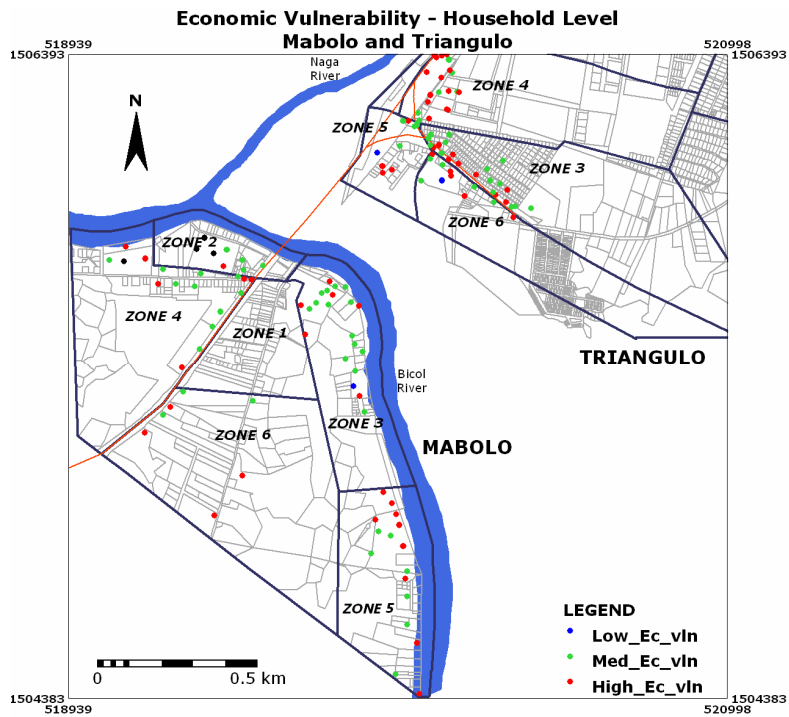 Economic Vulnerability - Household Level
Mabolo and Triangulo
518939
520998
1506393
1506393
Naga
River
N
ZONE 4
ZONE 5
ZONE 3
ZONE 6
ZONE 2
ZONE 4
ZONE 1
TRIANGULO
Bicol
River
ZONE 3
ZONE 6
MABOLO
ZONE 5
LEGEND
Low_Ec_vln
Med_Ec_vln
High_Ec_vln
0
0.5 km
1504383
1504383
518939
520998